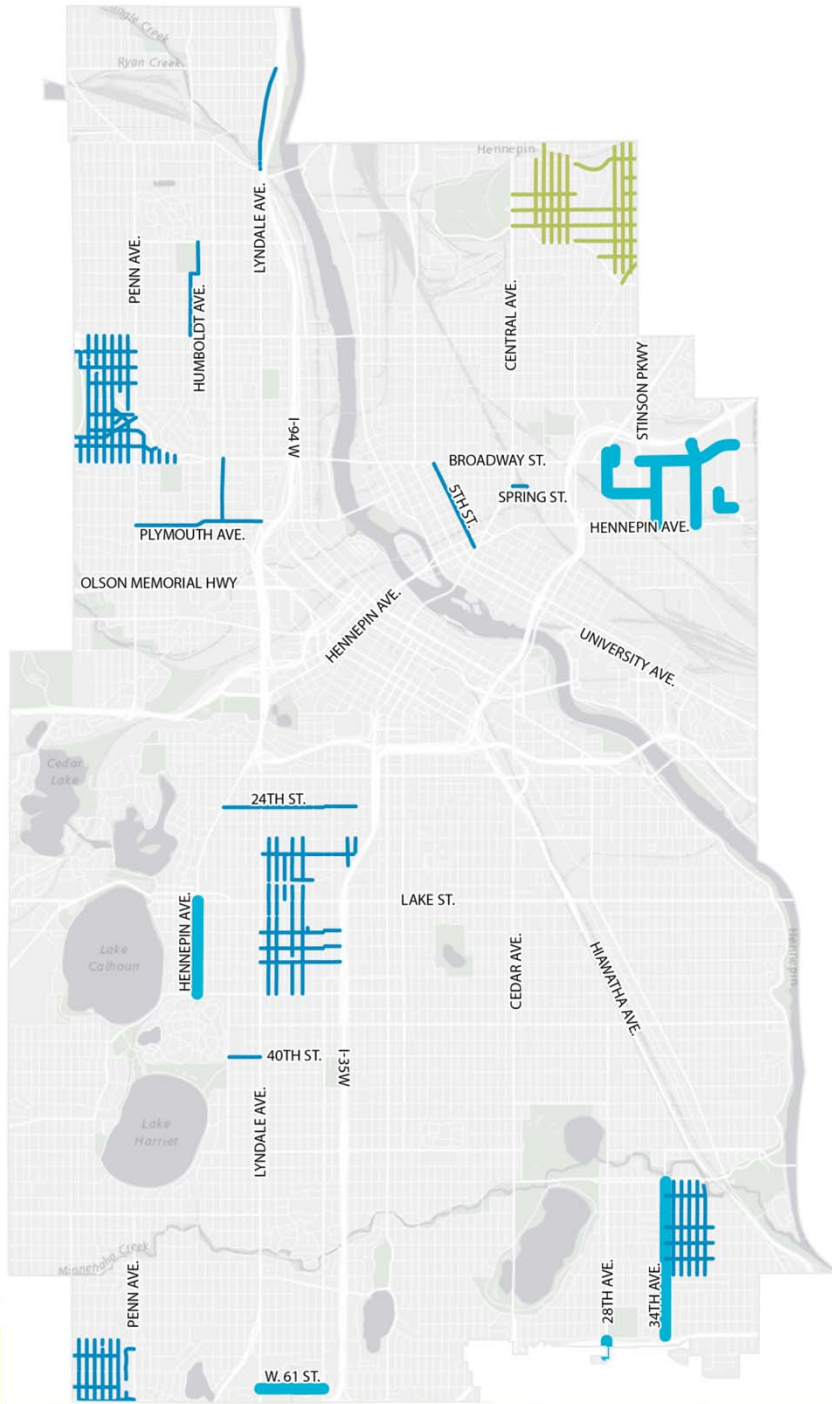 Shingle Creek
Ryan Creek
Hennepin
LYNDALE AVE.
PENN AVE.
HUMBOLDT AVE.
CENTRAL AVE.
STINSON PKWY
I-94 W
BROADWAY ST.
5TH ST.
SPRING ST.
HENNEPIN AVE.
PLYMOUTH AVE.
OLSON MEMORIAL HWY
HENNEPIN AVE.
UNIVERSITY AVE.
Cedar
Lake
24TH ST.
LAKE ST.
HENNEPIN AVE.
Lake
Calhoun
CEDAR AVE.
HIAWATHA AVE.
Hennepin
40TH ST.
I-35W
LYNDALE AVE.
Lake
Harriet
Minnehaha Creek
PENN AVE.
28TH AVE.
34TH AVE.
W. 61 ST.